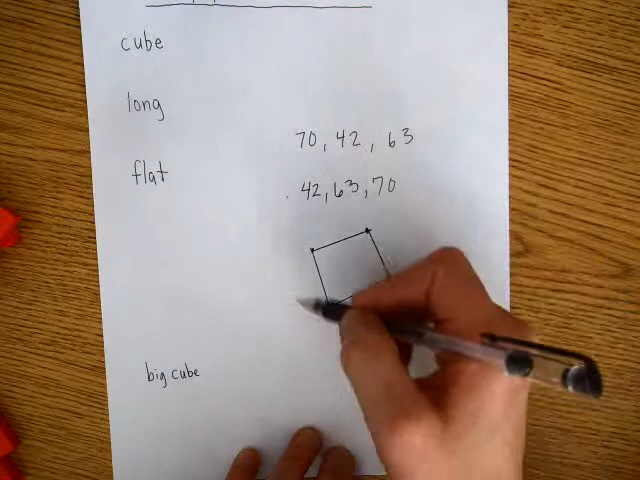 cube
long
70, 42, 63
flat
42, 63, 70
big cube